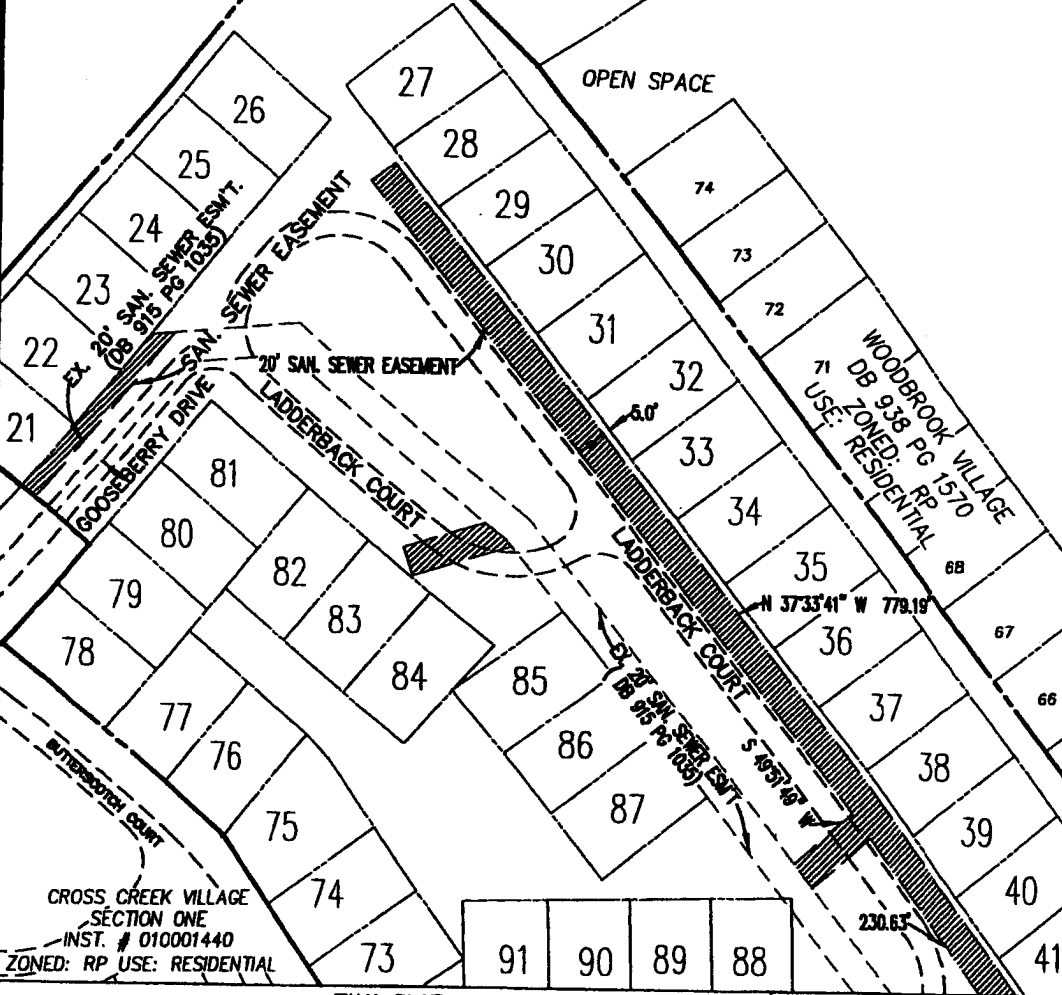 OPEN SPACE
27
28
29
30
31
32
33
34
35
36
37
38
39
40
41
26
25
24
23
22
21
EX. 20' SAN. SEWER ESM'T.
(DB 915 PG 1035)
SAN. SEWER EASEMENT
20' SAN. SEWER EASEMENT
GOOSEBERRY DRIVE
LADDERBACK COURT
5.0'
74
73
72
71
68
67
66
WOODBROOK VILLAGE
DB 938 PG 1570
ZONED: RP
USE: RESIDENTIAL
LADDERBACK COURT
N 37°33'41" W 779.19'
EX. 20' SAN. SEWER ESM'T
(DB 915 PG 1035)
S 49°51'49" W
230.63'
81
80
79
78
82
83
84
85
86
87
77
76
75
74
73
91
90
89
88
BUTTERSCOTCH COURT
CROSS CREEK VILLAGE
SECTION ONE
INST. # 010001440
ZONED: RP USE: RESIDENTIAL